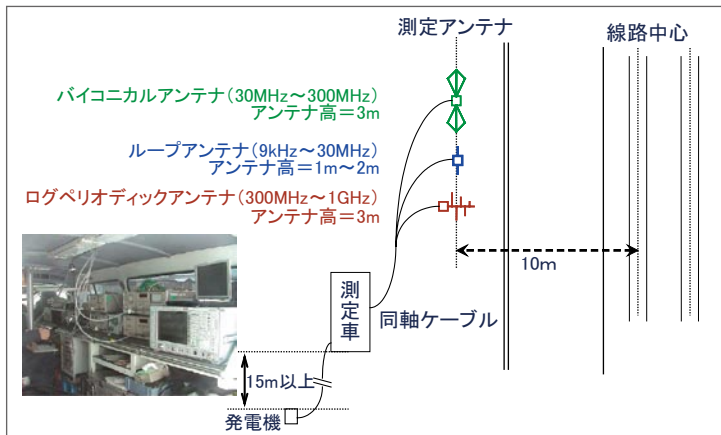 測定アンテナ
線路中心
バイコニカルアンテナ(30MHz～300MHz)
アンテナ高=3m
ループアンテナ(9kHz～30MHz)
アンテナ高=1m～2m
ログペリオディックアンテナ(300MHz～1GHz)
アンテナ高=3m
10m
測定車
同軸ケーブル
15m以上
発電機